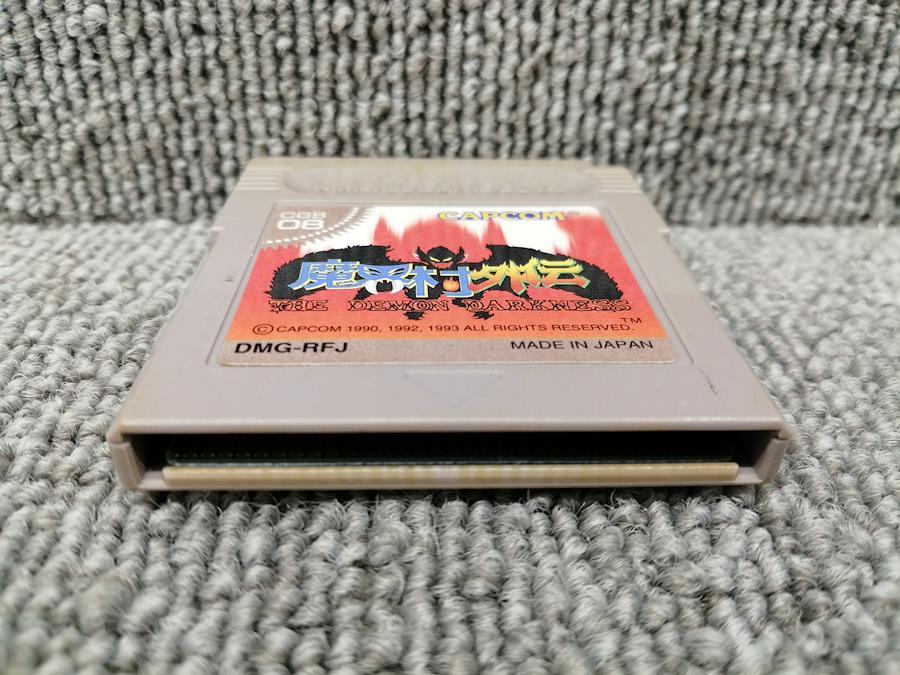 CGB
08
CAPCOM®
魔界村外伝
THE DEMON DARKNESS
TM
© CAPCOM 1990, 1992, 1993 ALL RIGHTS RESERVED.
DMG-RFJ
MADE IN JAPAN